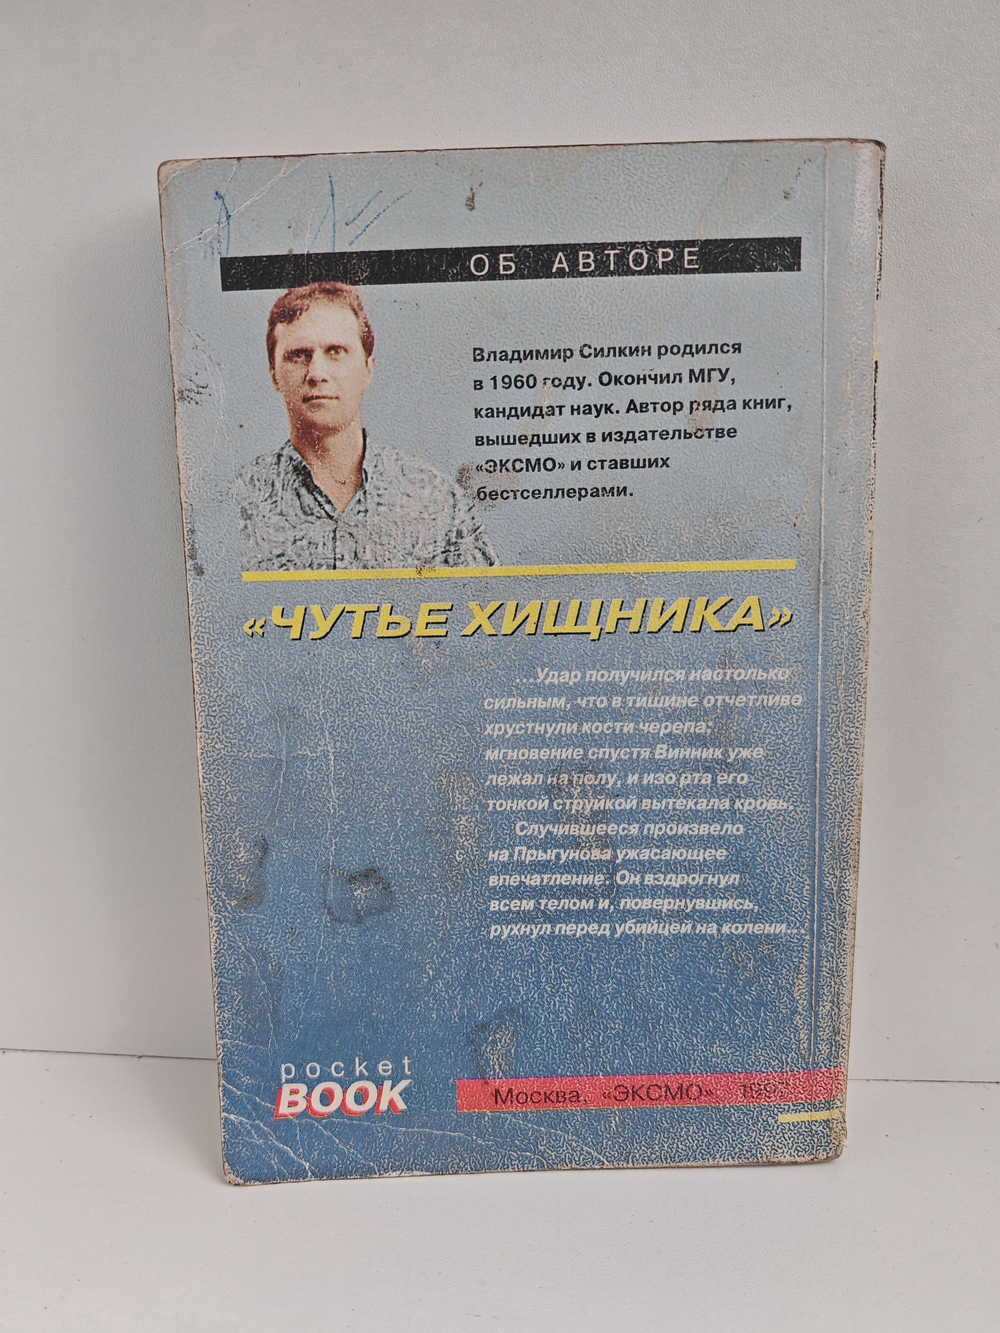 ОБ АВТОРЕ
Владимир Силкин родился
в 1960 году. Окончил МГУ,
кандидат наук. Автор ряда книг,
вышедших в издательстве
«ЭКСМО» и ставших
бестселлерами.
«ЧУТЬЕ ХИЩНИКА»
...Удар получился настолько
сильным, что в тишине отчетливо
хрустнули кости черепа;
мгновение спустя Винник уже
лежал на полу, и изо рта его
тонкой струйкой вытекала кровь.
Случившееся произвело
на Прыгунова ужасающее
впечатление. Он вздрогнул
всем телом и, повернувшись,
рухнул перед убийцей на колени...
pocket
BOOK
Москва, «ЭКСМО»,